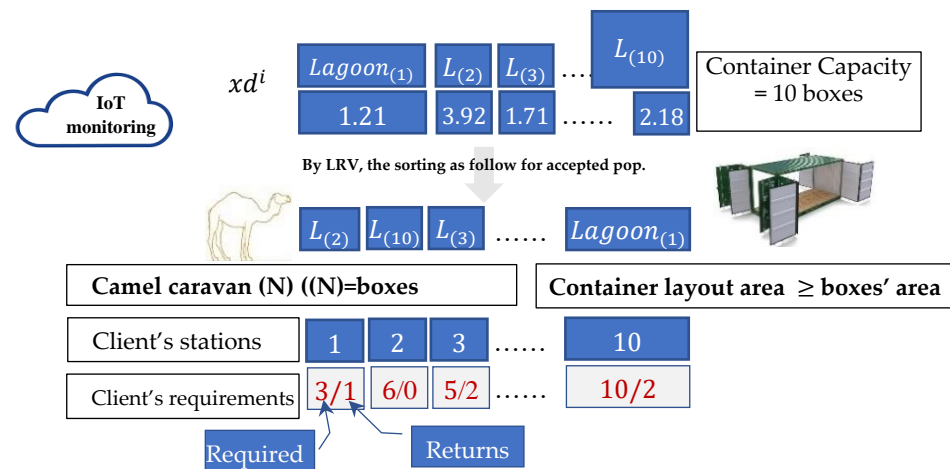 IoT
monitoring
xdⁱ
Lagoon₍₁₎ L₍₂₎ L₍₃₎ ..... L₍₁₀₎
1.21 3.92 1.71 ...... 2.18
Container Capacity
= 10 boxes
By LRV, the sorting as follow for accepted pop.
L₍₂₎ L₍₁₀₎ L₍₃₎ ...... Lagoon₍₁₎
Camel caravan (N) ((N)=boxes
Container layout area ≥ boxes’ area
Client’s stations 1 2 3 ...... 10
Client’s requirements 3/1 6/0 5/2 ...... 10/2
Required Returns